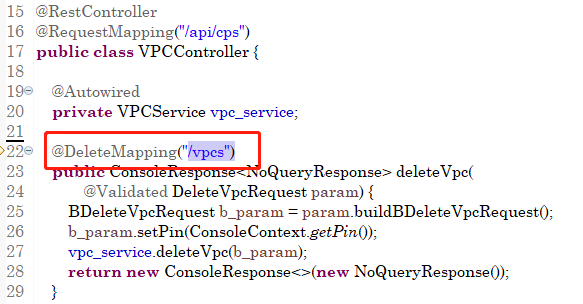 15 @RestController
16 @RequestMapping("/api/cps")
17 public class VPCController {
18
19 @Autowired
20 private VPCService vpc_service;
21
22 @DeleteMapping("/vpcs")
23 public ConsoleResponse<NoQueryResponse> deleteVpc(
24 @Validated DeleteVpcRequest param) {
25 BDeleteVpcRequest b_param = param.buildBDeleteVpcRequest();
26 b_param.setPin(ConsoleContext.getPin());
27 vpc_service.deleteVpc(b_param);
28 return new ConsoleResponse<>(new NoQueryResponse());
29 }